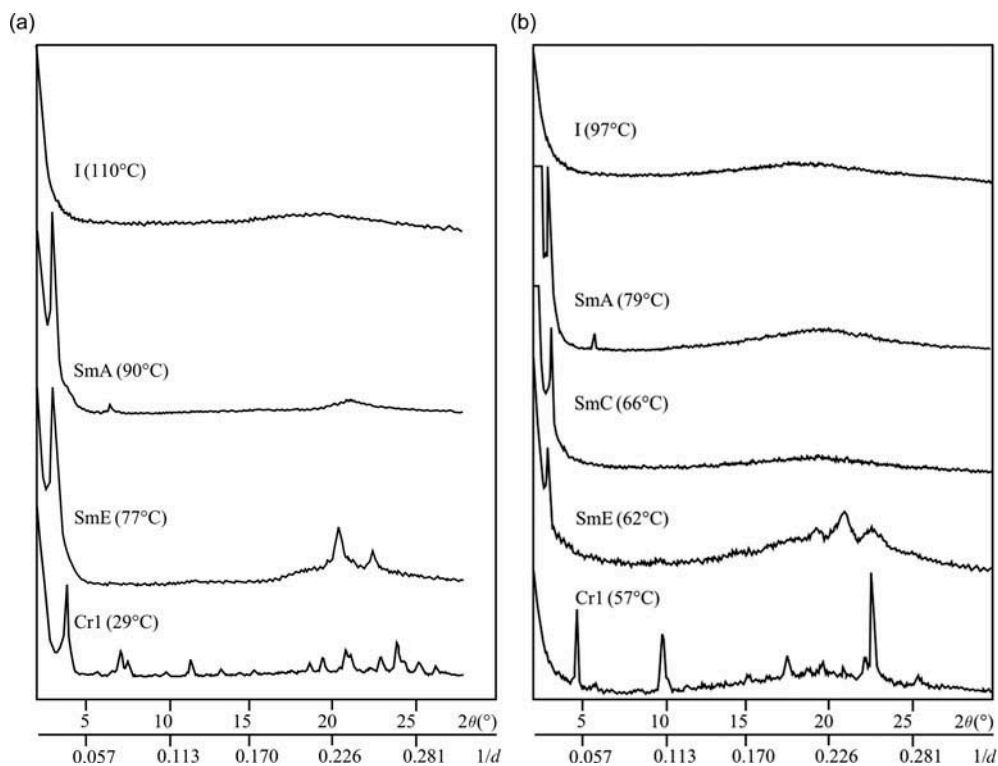 (a)
I (110°C)
SmA (90°C)
SmE (77°C)
Cr1 (29°C)
5 10 15 20 25 2θ(°)
0.057 0.113 0.170 0.226 0.281 1/d
(b)
I (97°C)
SmA (79°C)
SmC (66°C)
SmE (62°C)
Cr1 (57°C)
5 10 15 20 25 2θ(°)
0.057 0.113 0.170 0.226 0.281 1/d